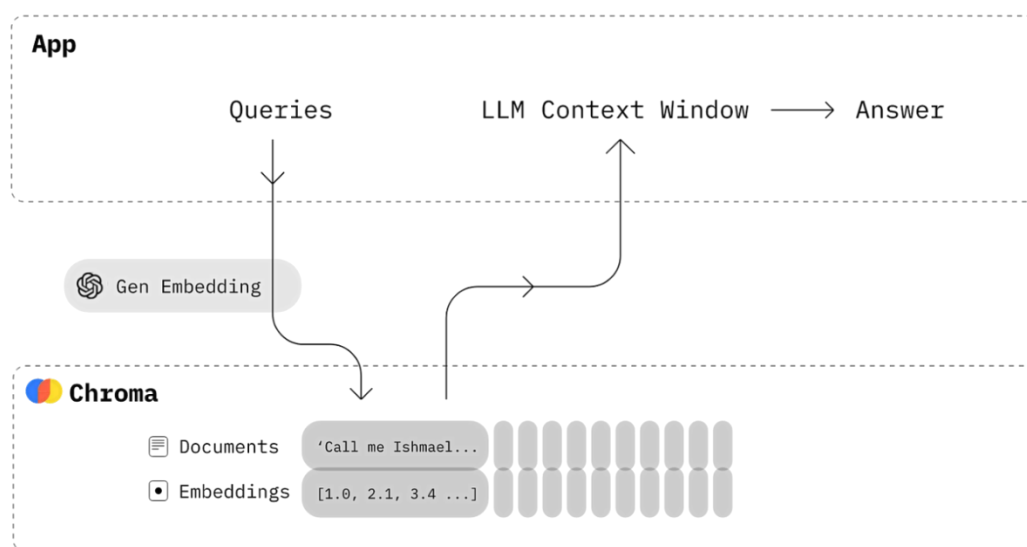 App
Queries
LLM Context Window
Answer
Gen Embedding
Chroma
Documents
‘Call me Ishmael...
Embeddings
[1.0, 2.1, 3.4 ...]